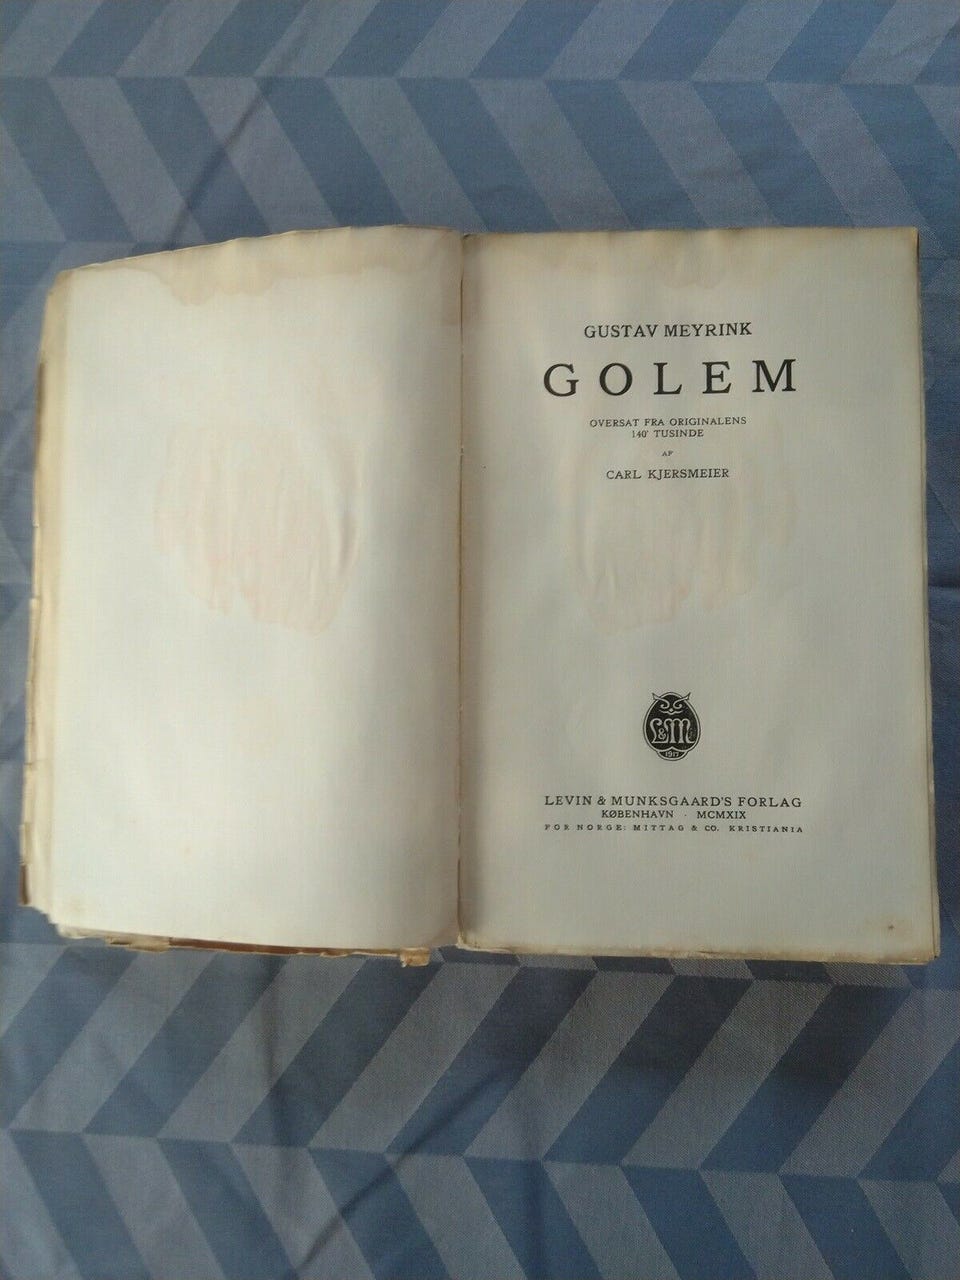 GUSTAV MEYRINK
GOLEM
OVERSAT FRA ORIGINALENS
140' TUSINDE
AF
CARL KJERSMEIER
L&M
1917
LEVIN & MUNKSGAARD'S FORLAG
KØBENHAVN · MCMXIX
FOR NORGE: MITTAG & CO. KRISTIANIA